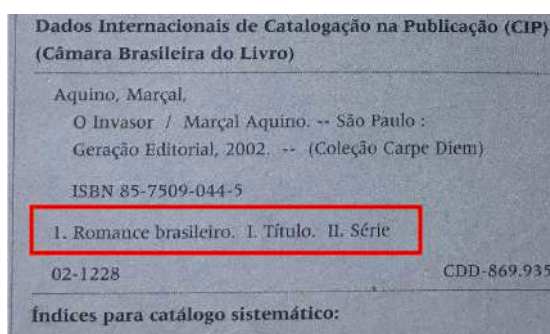 Dados Internacionais de Catalogação na Publicação (CIP)
(Câmara Brasileira do Livro)
Aquino, Marçal,
O Invasor / Marçal Aquino. -- São Paulo :
Geração Editorial, 2002. -- (Coleção Carpe Diem)
ISBN 85-7509-044-5
1. Romance brasileiro. I. Título. II. Série
02-1228 CDD-869.935
Índices para catálogo sistemático: